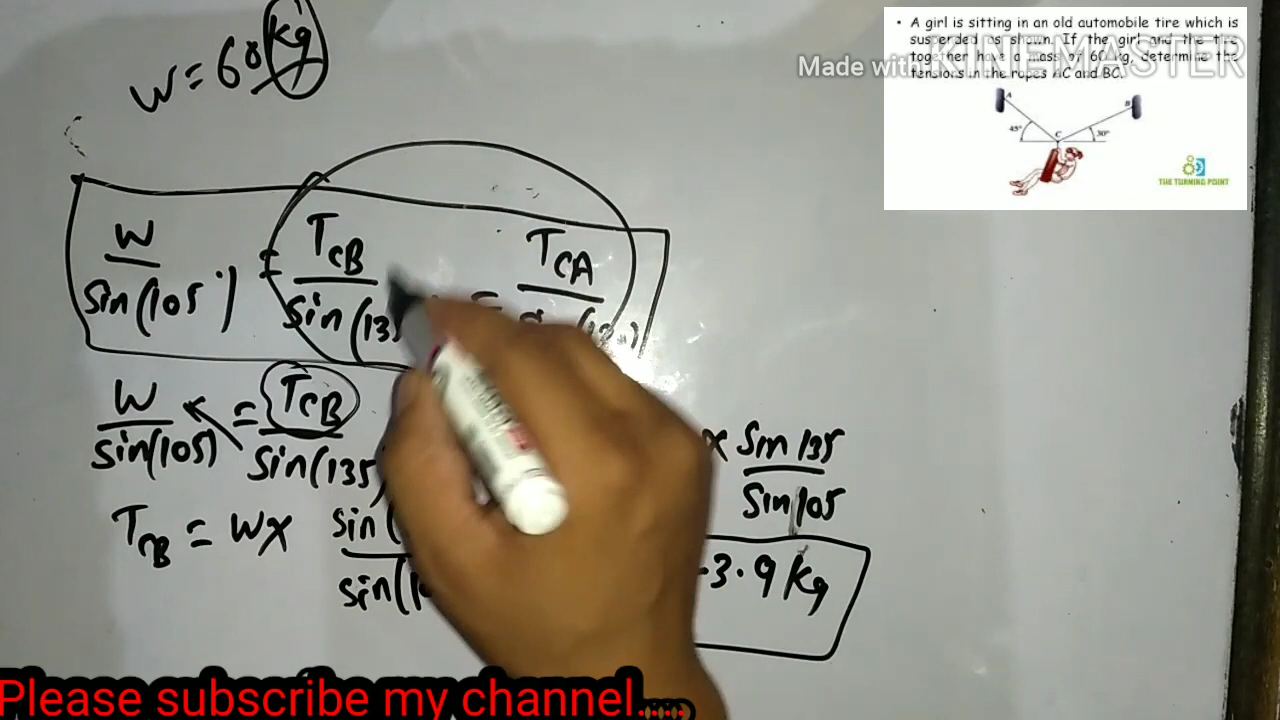 W = 60 kg
W = TCB = TCA
sin(105°) sin(13
W = TCB
sin(105) sin(135)
TCB = W x sin(
sin(10
x Sin 135
Sin 105
3.9 kg
• A girl is sitting in an old automobile tire which is
suspended as shown. If the girl and the tire
together have a mass of 60 kg, determine the
tensions in the ropes AC and BC.
Made with KINEMASTER
A
B
45°
C
30°
THE TURNING POINT
Please subscribe my channel....